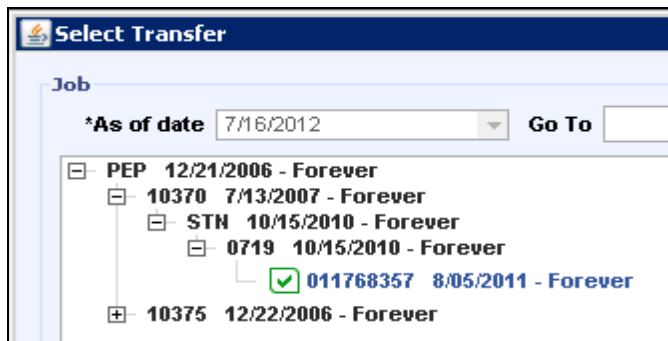 Select Transfer
Job
*As of date 7/16/2012 Go To
PEP 12/21/2006 - Forever
10370 7/13/2007 - Forever
STN 10/15/2010 - Forever
0719 10/15/2010 - Forever
011768357 8/05/2011 - Forever
10375 12/22/2006 - Forever